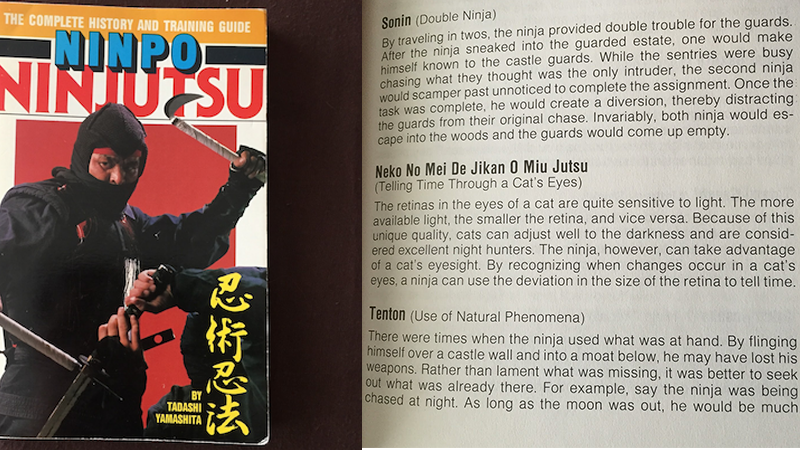 THE COMPLETE HISTORY AND TRAINING GUIDE
NINPO
NINJUTSU
忍術忍法
BY
TADASHI
YAMASHITA
Sonin (Double Ninja)
By traveling in twos, the ninja provided double trouble for the guards.
After the ninja sneaked into the guarded estate, one would make
himself known to the castle guards. While the sentries were busy
chasing what they thought was the only intruder, the second ninja
would scamper past unnoticed to complete the assignment. Once the
task was complete, he would create a diversion, thereby distracting
the guards from their original chase. Invariably, both ninja would es-
cape into the woods and the guards would come up empty.
Neko No Mei De Jikan O Miu Jutsu
(Telling Time Through a Cat's Eyes)
The retinas in the eyes of a cat are quite sensitive to light. The more
available light, the smaller the retina, and vice versa. Because of this
unique quality, cats can adjust well to the darkness and are consid-
ered excellent night hunters. The ninja, however, can take advantage
of a cat's eyesight. By recognizing when changes occur in a cat's
eyes, a ninja can use the deviation in the size of the retina to tell time.
Tenton (Use of Natural Phenomena)
There were times when the ninja used what was at hand. By flinging
himself over a castle wall and into a moat below, he may have lost his
weapons. Rather than lament what was missing, it was better to seek
out what was already there. For example, say the ninja was being
chased at night. As long as the moon was out, he would be much